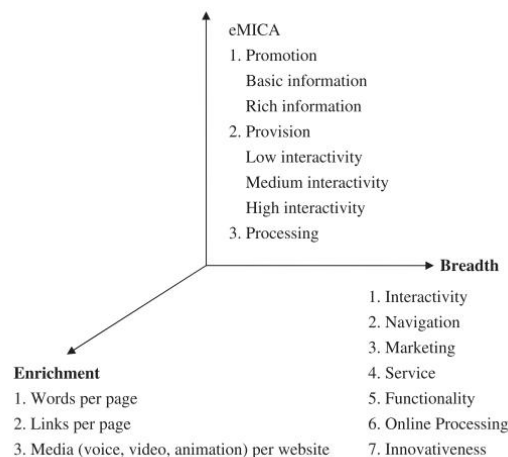 eMICA
1. Promotion
Basic information
Rich information
2. Provision
Low interactivity
Medium interactivity
High interactivity
3. Processing
Breadth
1. Interactivity
2. Navigation
3. Marketing
4. Service
5. Functionality
6. Online Processing
7. Innovativeness
Enrichment
1. Words per page
2. Links per page
3. Media (voice, video, animation) per website